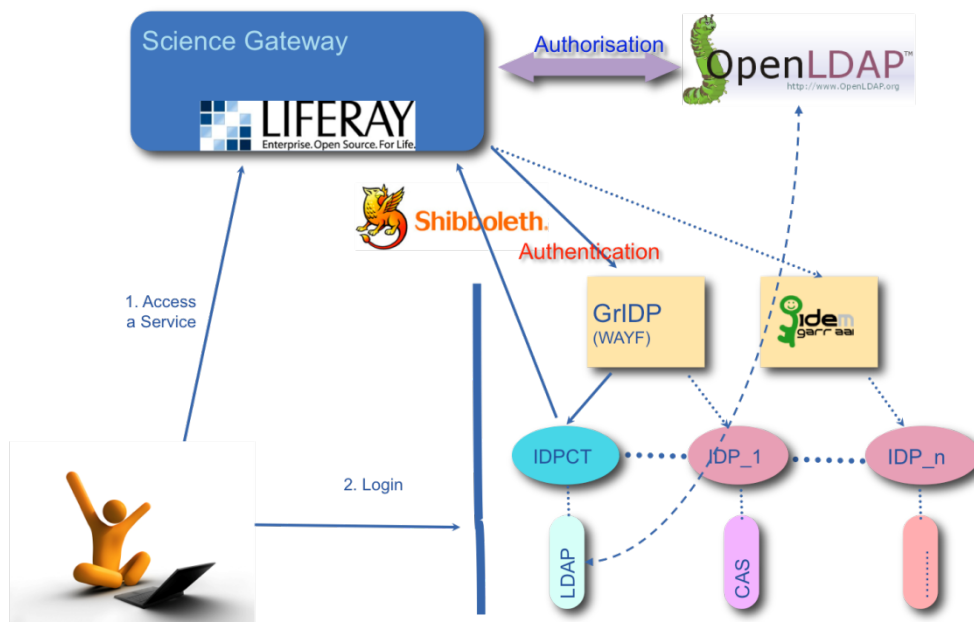 Science Gateway
LIFERAY
Enterprise. Open Source. For Life.
Authorisation
OpenLDAP™
http://www.OpenLDAP.org
Shibboleth.
Authentication
1. Access
a Service
GrIDP
(WAYF)
idem
garr aai
IDPCT
IDP_1
IDP_n
2. Login
LDAP
CAS
.........